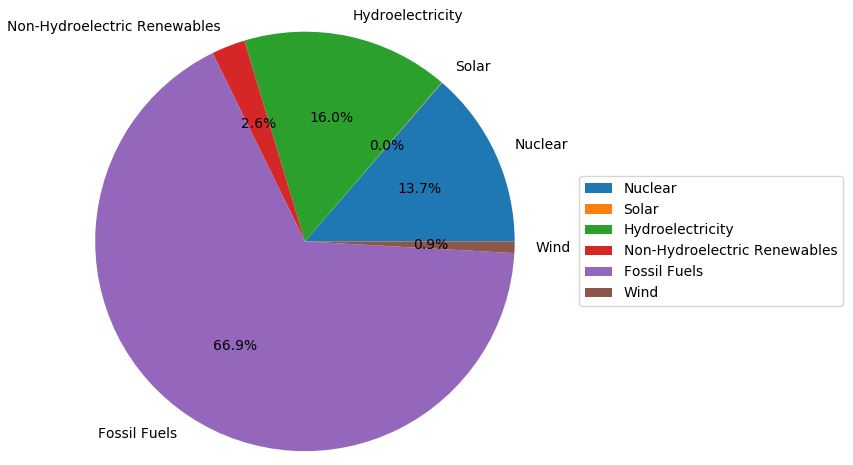 Non-Hydroelectric Renewables
Hydroelectricity
Solar
Nuclear
Wind
Fossil Fuels
2.6%
16.0%
0.0%
13.7%
0.9%
66.9%
Nuclear
Solar
Hydroelectricity
Non-Hydroelectric Renewables
Fossil Fuels
Wind